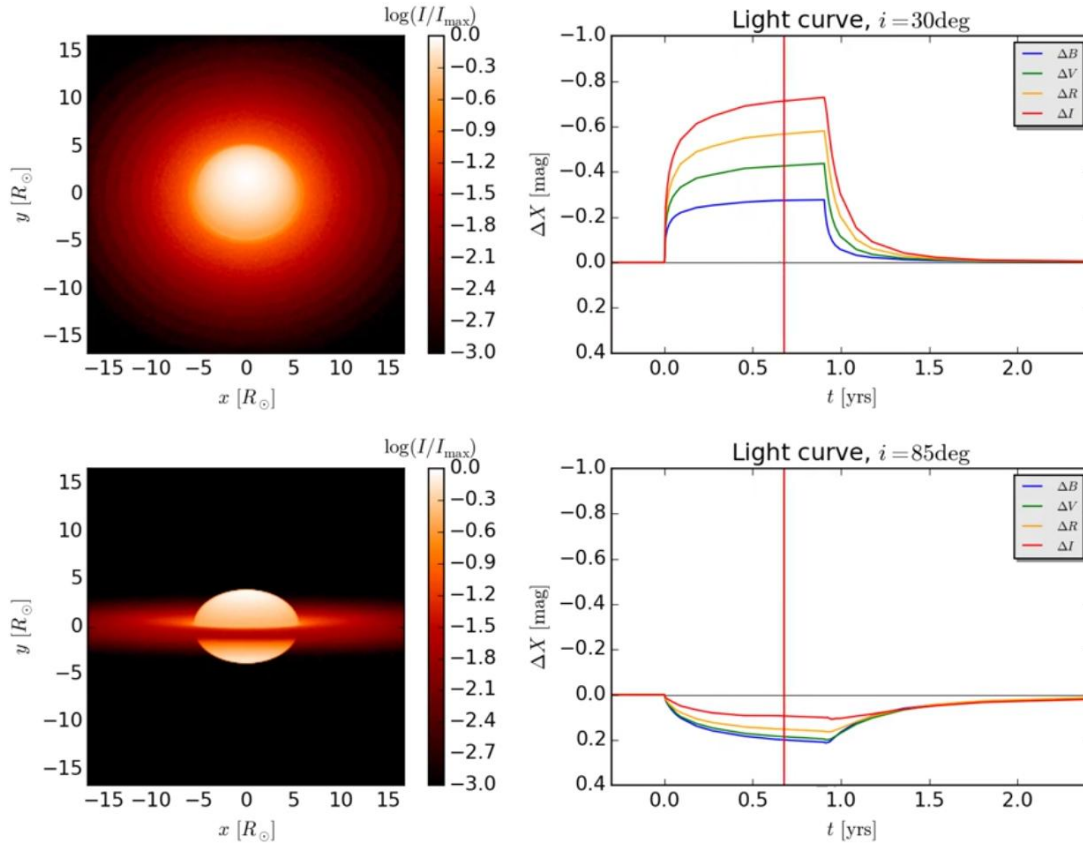 log(I/I_max)
0.0
−0.3
−0.6
−0.9
−1.2
−1.5
−1.8
−2.1
−2.4
−2.7
−3.0
15
10
5
0
−5
−10
−15
y [R_⊙]
−15 −10 −5 0 5 10 15
x [R_⊙]
Light curve, i = 30deg
−1.0
−0.8
−0.6
−0.4
−0.2
0.0
0.2
0.4
ΔX [mag]
ΔB
ΔV
ΔR
ΔI
0.0 0.5 1.0 1.5 2.0
t [yrs]
log(I/I_max)
0.0
−0.3
−0.6
−0.9
−1.2
−1.5
−1.8
−2.1
−2.4
−2.7
−3.0
15
10
5
0
−5
−10
−15
y [R_⊙]
−15 −10 −5 0 5 10 15
x [R_⊙]
Light curve, i = 85deg
−1.0
−0.8
−0.6
−0.4
−0.2
0.0
0.2
0.4
ΔX [mag]
ΔB
ΔV
ΔR
ΔI
0.0 0.5 1.0 1.5 2.0
t [yrs]